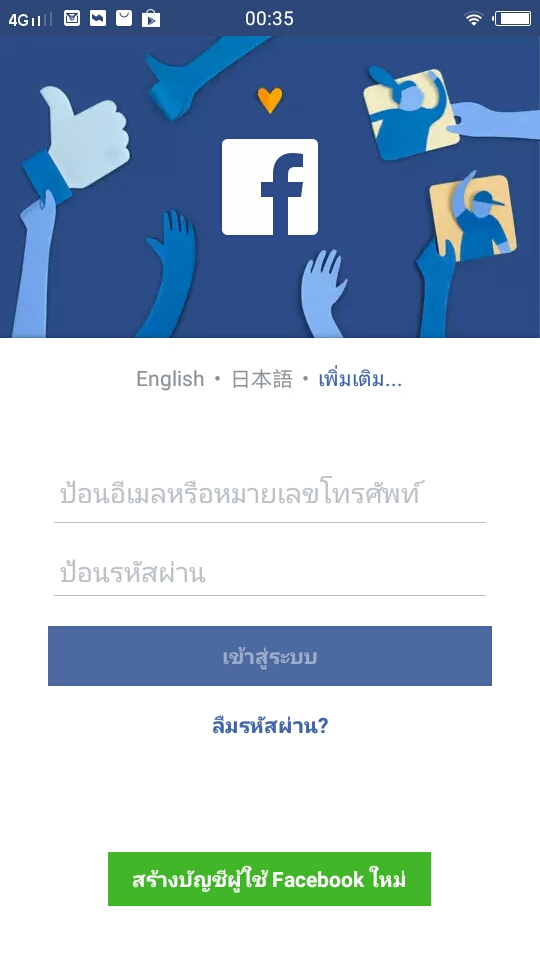 4G 00:35
f
English • 日本語 • เพิ่มเติม...
ป้อนอีเมลหรือหมายเลขโทรศัพท์
ป้อนรหัสผ่าน
เข้าสู่ระบบ
ลืมรหัสผ่าน?
สร้างบัญชีผู้ใช้ Facebook ใหม่